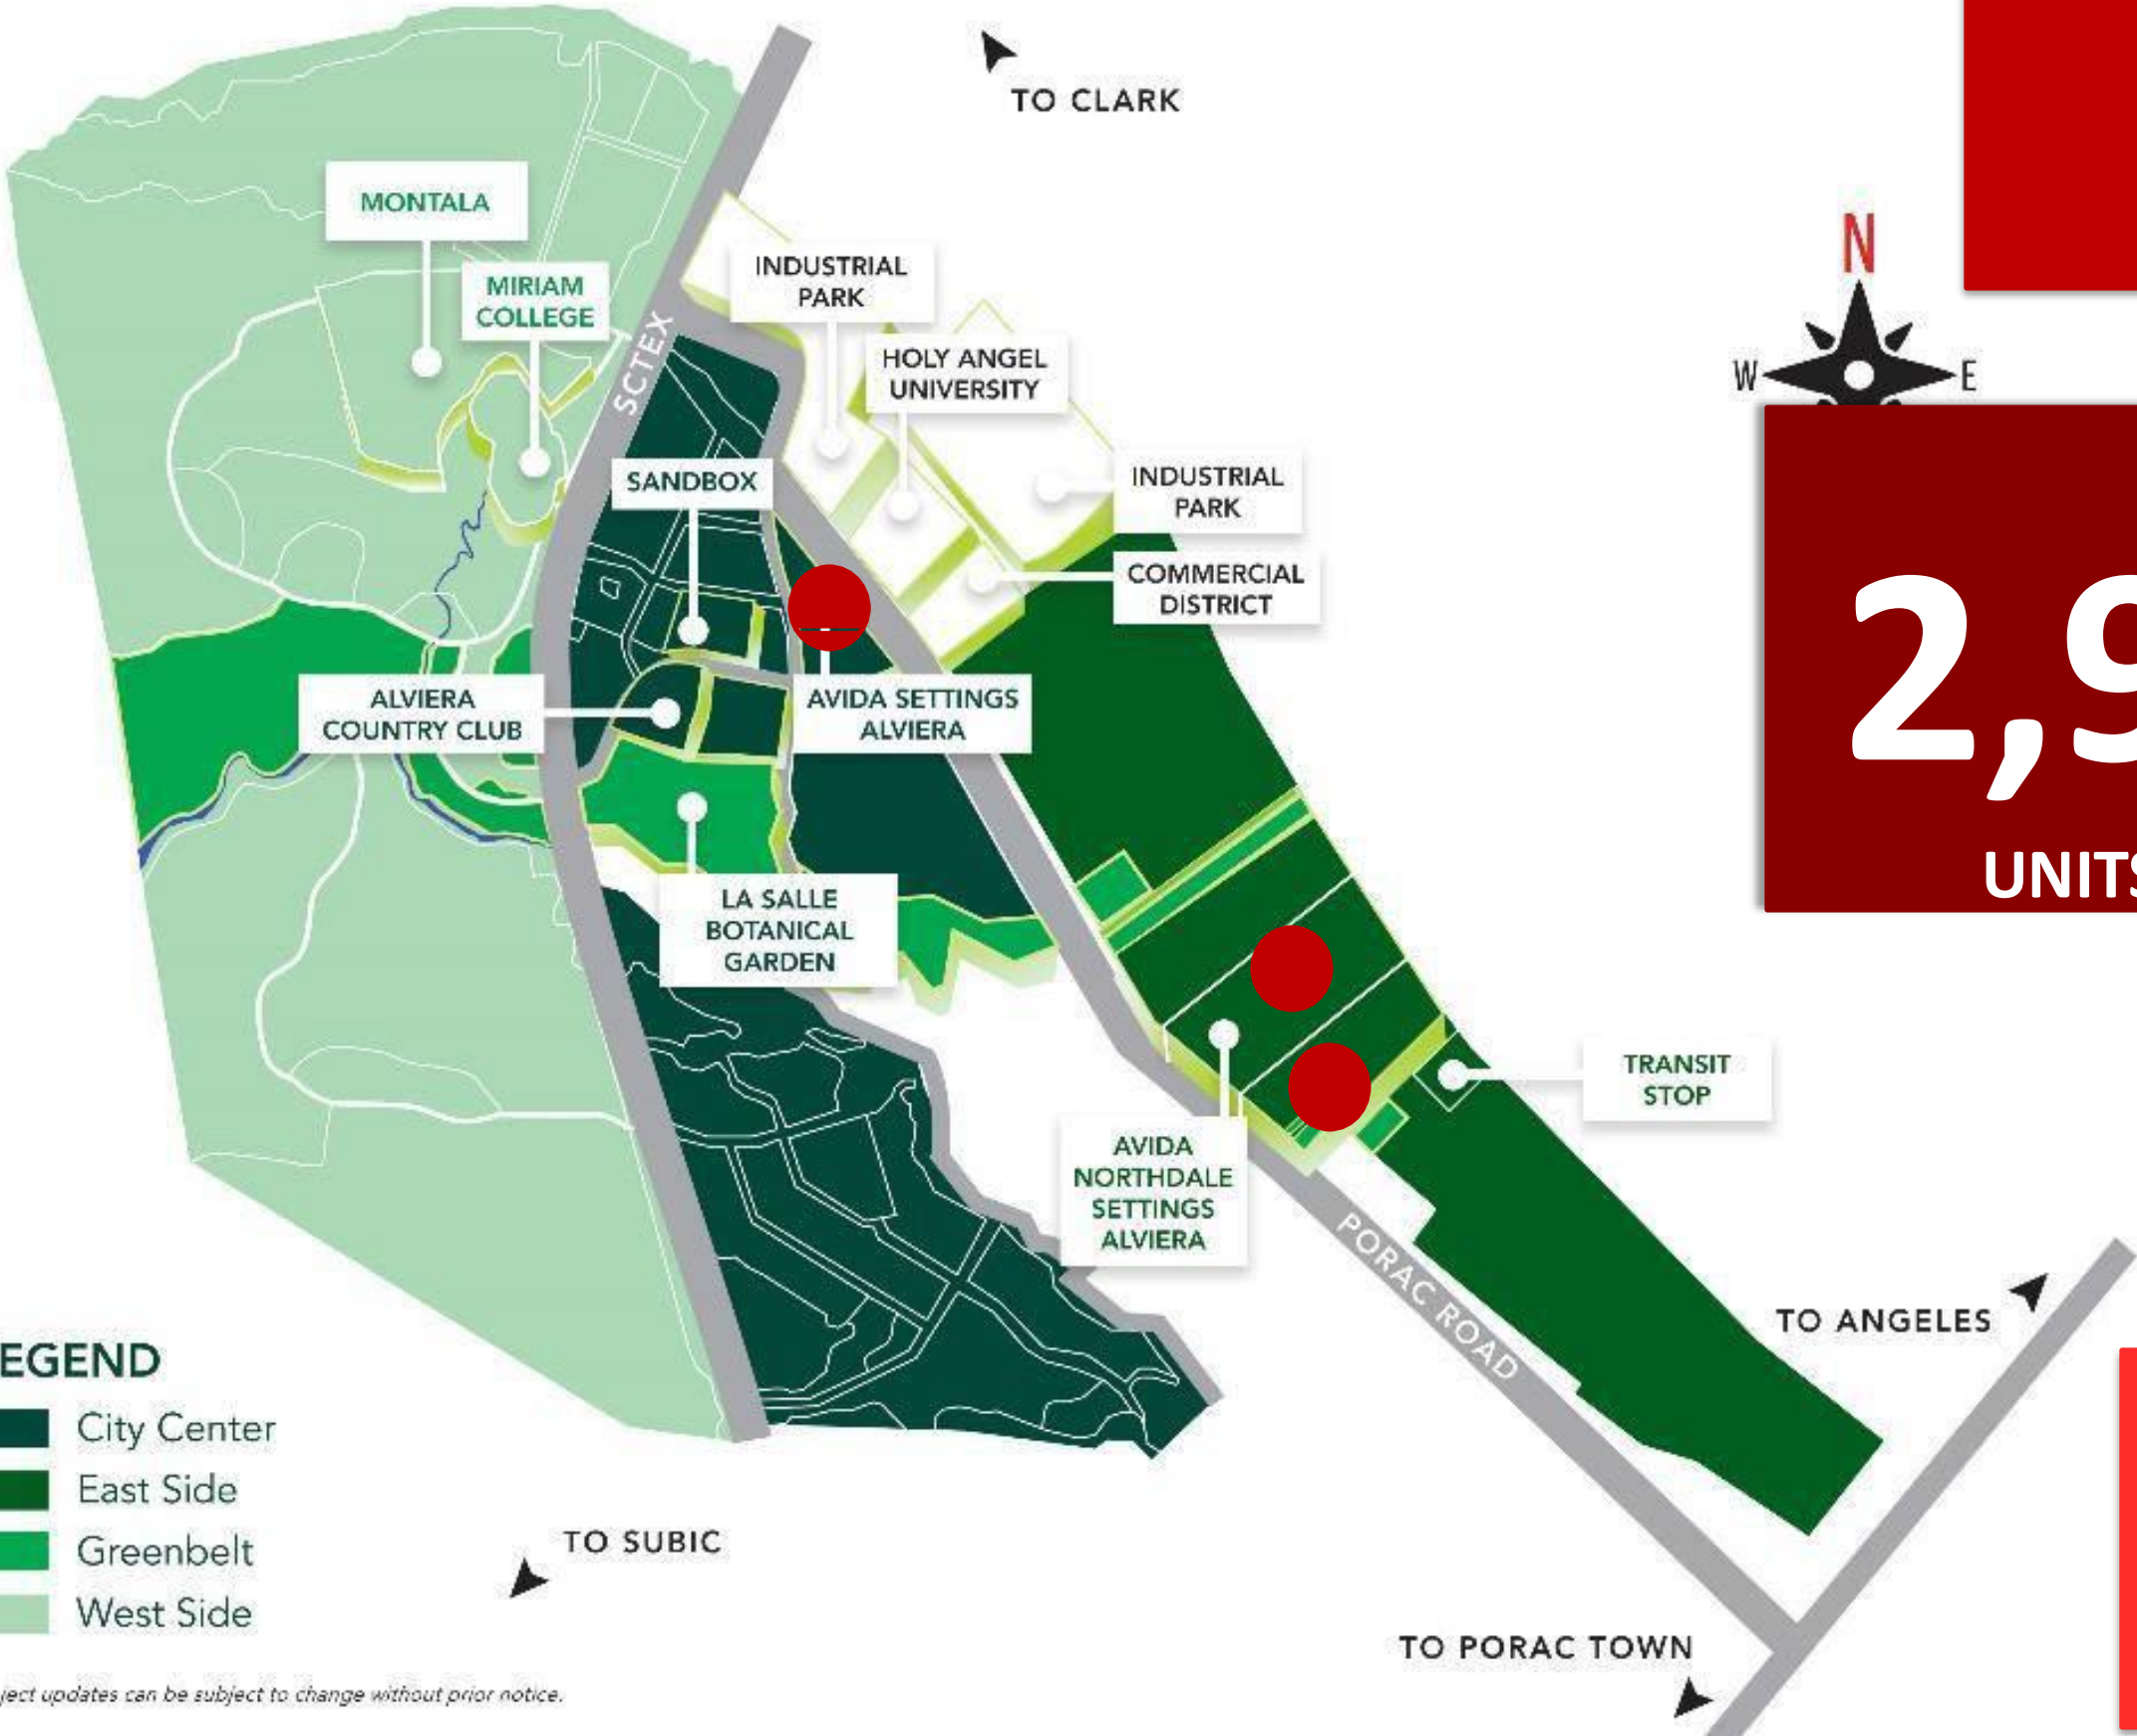 TO CLARK
MONTALA
MIRIAM
COLLEGE
INDUSTRIAL
PARK
N
W
E
SCTEX
HOLY ANGEL
UNIVERSITY
SANDBOX
INDUSTRIAL
PARK
COMMERCIAL
DISTRICT
ALVIERA
COUNTRY CLUB
AVIDA SETTINGS
ALVIERA
2,9
UNITS
LA SALLE
BOTANICAL
GARDEN
TRANSIT
STOP
AVIDA
NORTHDALE
SETTINGS
ALVIERA
PORAC ROAD
TO ANGELES
EGEND
City Center
East Side
Greenbelt
West Side
TO SUBIC
TO PORAC TOWN
ject updates can be subject to change without prior notice.